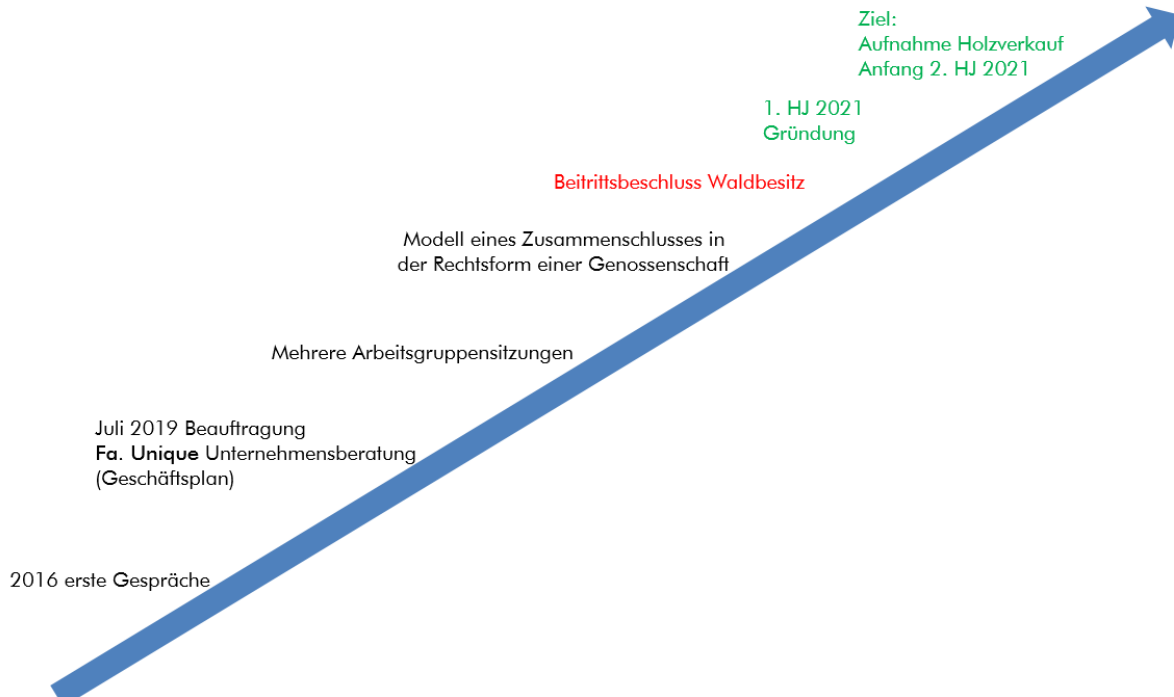 Ziel:
Aufnahme Holzverkauf
Anfang 2. HJ 2021
1. HJ 2021
Gründung
Beitrittsbeschluss Waldbesitz
Modell eines Zusammenschlusses in
der Rechtsform einer Genossenschaft
Mehrere Arbeitsgruppensitzungen
Juli 2019 Beauftragung
Fa. Unique Unternehmensberatung
(Geschäftsplan)
2016 erste Gespräche